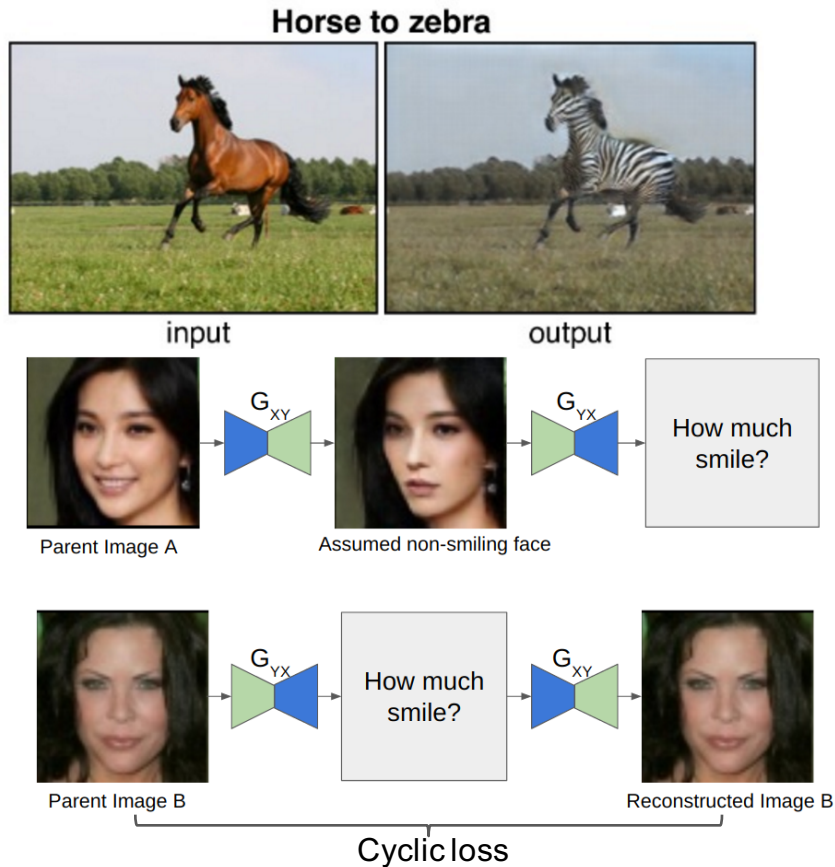 Horse to zebra
input
output
G XY
G YX
How much
smile?
Parent Image A
Assumed non-smiling face
G YX
How much
smile?
G XY
Parent Image B
Reconstructed Image B
Cyclic loss